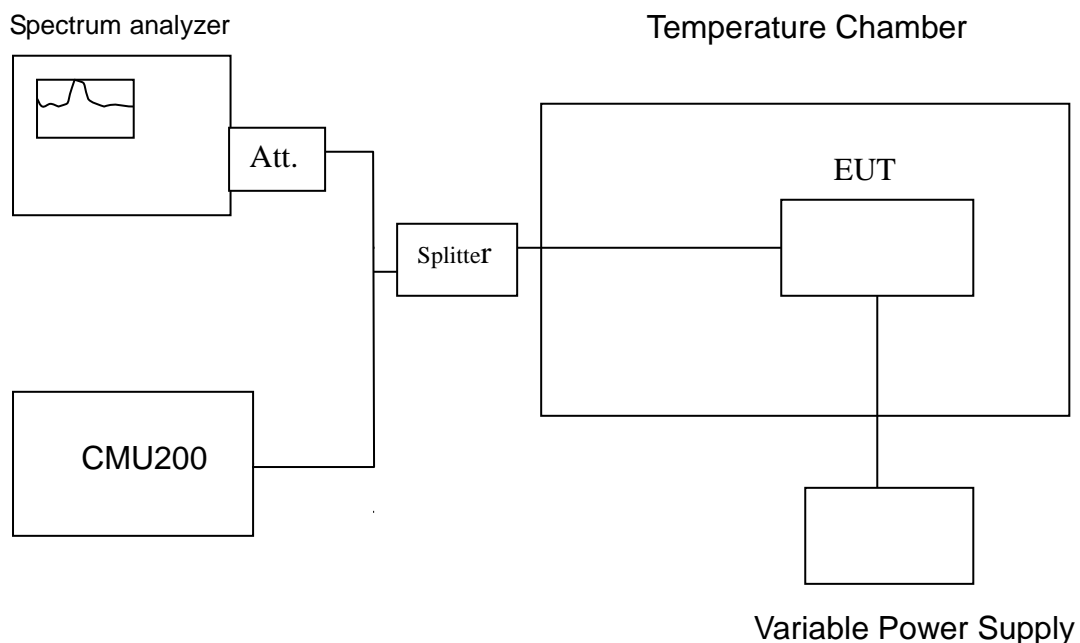 Spectrum analyzer
Temperature Chamber
Att.
EUT
Splitter
CMU200
Variable Power Supply